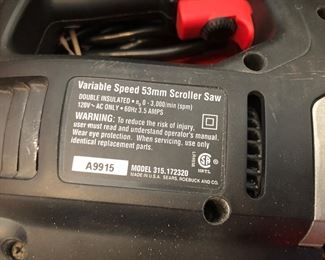 Variable Speed 53mm Scroller Saw
DOUBLE INSULATED • n₀ 0 - 3,000/min (spm)
120V~ AC ONLY • 60Hz 3.5 AMPS
WARNING: To reduce the risk of injury,
user must read and understand operator's manual.
Wear eye protection. When servicing, use only
identical replacement parts.
A9915
MODEL 315.172320
MADE IN U.S.A. SEARS, ROEBUCK AND CO.
NRTL